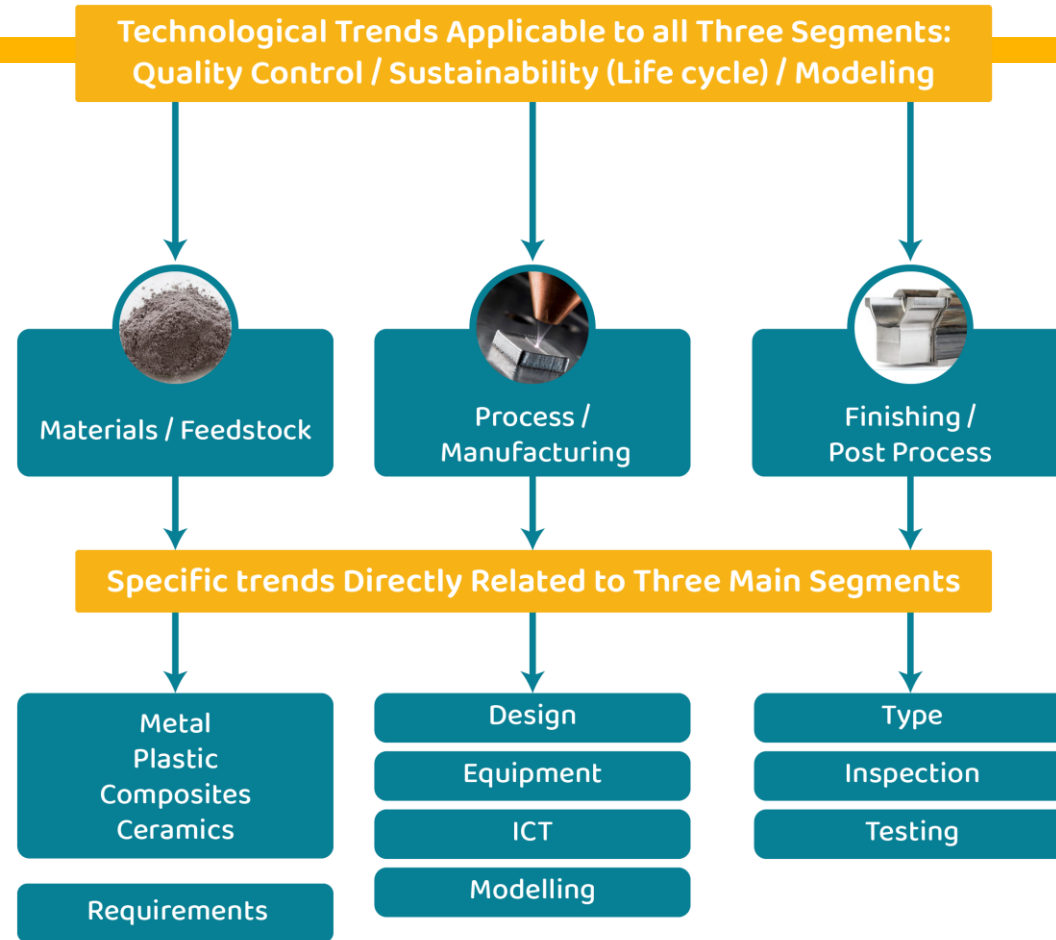 Technological Trends Applicable to all Three Segments:
Quality Control / Sustainability (Life cycle) / Modeling
Materials / Feedstock
Process /
Manufacturing
Finishing /
Post Process
Specific trends Directly Related to Three Main Segments
Metal
Plastic
Composites
Ceramics
Requirements
Design
Equipment
ICT
Modelling
Type
Inspection
Testing